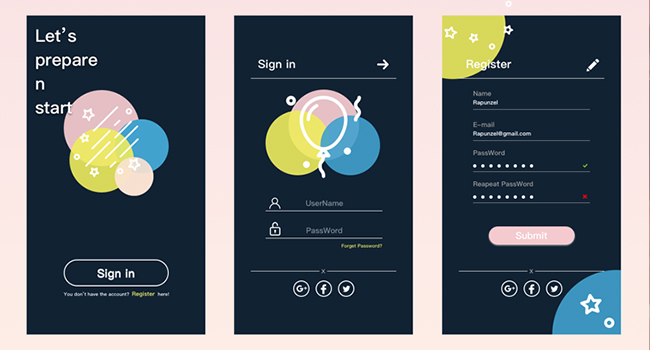 Let's
prepare
n
start
Sign in
You don't have the account? Register here!
Sign in
UserName
PassWord
Forget Password?
x
G+ f
Register
Name
Rapunzel
E-mail
Rapunzel@gmail.com
PassWord
Reapeat PassWord
Submit
x
G+ f